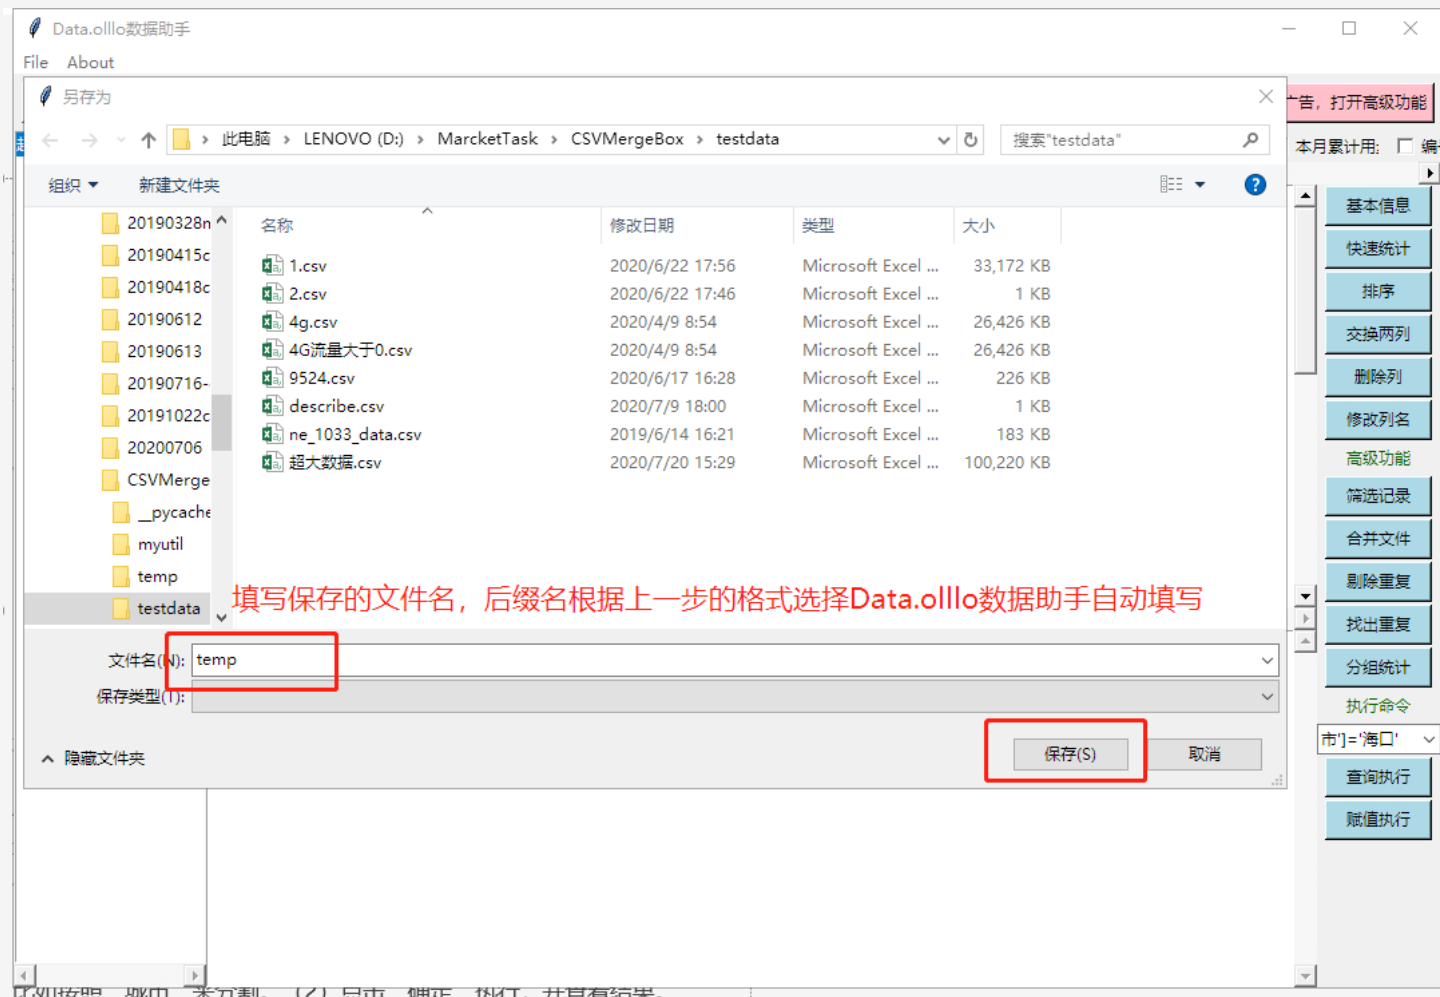 Data.olllo数据助手
File About
另存为
此电脑 > LENOVO (D:) > MarcketTask > CSVMergeBox > testdata
搜索"testdata"
广告，打开高级功能
本月累计用;
编
组织
新建文件夹
20190328n
20190415c
20190418c
20190612
20190613
20190716-
20191022c
20200706
CSVMerge
__pycache
myutil
temp
testdata
名称 修改日期 类型 大小
1.csv 2020/6/22 17:56 Microsoft Excel ... 33,172 KB
2.csv 2020/6/22 17:46 Microsoft Excel ... 1 KB
4g.csv 2020/4/9 8:54 Microsoft Excel ... 26,426 KB
4G流量大于0.csv 2020/4/9 8:54 Microsoft Excel ... 26,426 KB
9524.csv 2020/6/17 16:28 Microsoft Excel ... 226 KB
describe.csv 2020/7/9 18:00 Microsoft Excel ... 1 KB
ne_1033_data.csv 2019/6/14 16:21 Microsoft Excel ... 183 KB
超大数据.csv 2020/7/20 15:29 Microsoft Excel ... 100,220 KB
填写保存的文件名，后缀名根据上一步的格式选择Data.olllo数据助手自动填写
文件名(N): temp
保存类型(T):
隐藏文件夹
保存(S)
取消
基本信息
快速统计
排序
交换两列
删除列
修改列名
高级功能
筛选记录
合并文件
剔除重复
找出重复
分组统计
执行命令
市']='海口'
查询执行
赋值执行